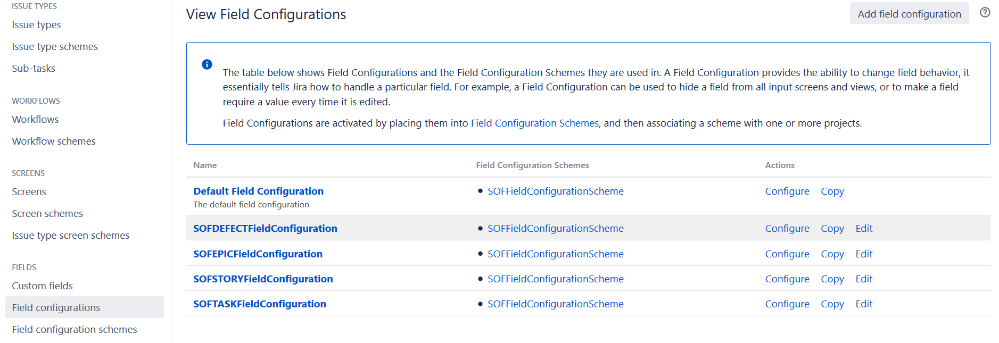 ISSUE TYPES
Issue types
Issue type schemes
Sub-tasks
WORKFLOWS
Workflows
Workflow schemes
SCREENS
Screens
Screen schemes
Issue type screen schemes
FIELDS
Custom fields
Field configurations
Field configuration schemes
View Field Configurations
Add field configuration
The table below shows Field Configurations and the Field Configuration Schemes they are used in. A Field Configuration provides the ability to change field behavior, it
essentially tells Jira how to handle a particular field. For example, a Field Configuration can be used to hide a field from all input screens and views, or to make a field
require a value every time it is edited.
Field Configurations are activated by placing them into Field Configuration Schemes, and then associating a scheme with one or more projects.
Name Field Configuration Schemes Actions
Default Field Configuration • SOFFieldConfigurationScheme Configure Copy
The default field configuration
SOFDEFECTFieldConfiguration • SOFFieldConfigurationScheme Configure Copy Edit
SOFEPICFieldConfiguration • SOFFieldConfigurationScheme Configure Copy Edit
SOFSTORYFieldConfiguration • SOFFieldConfigurationScheme Configure Copy Edit
SOFTASKFieldConfiguration • SOFFieldConfigurationScheme Configure Copy Edit